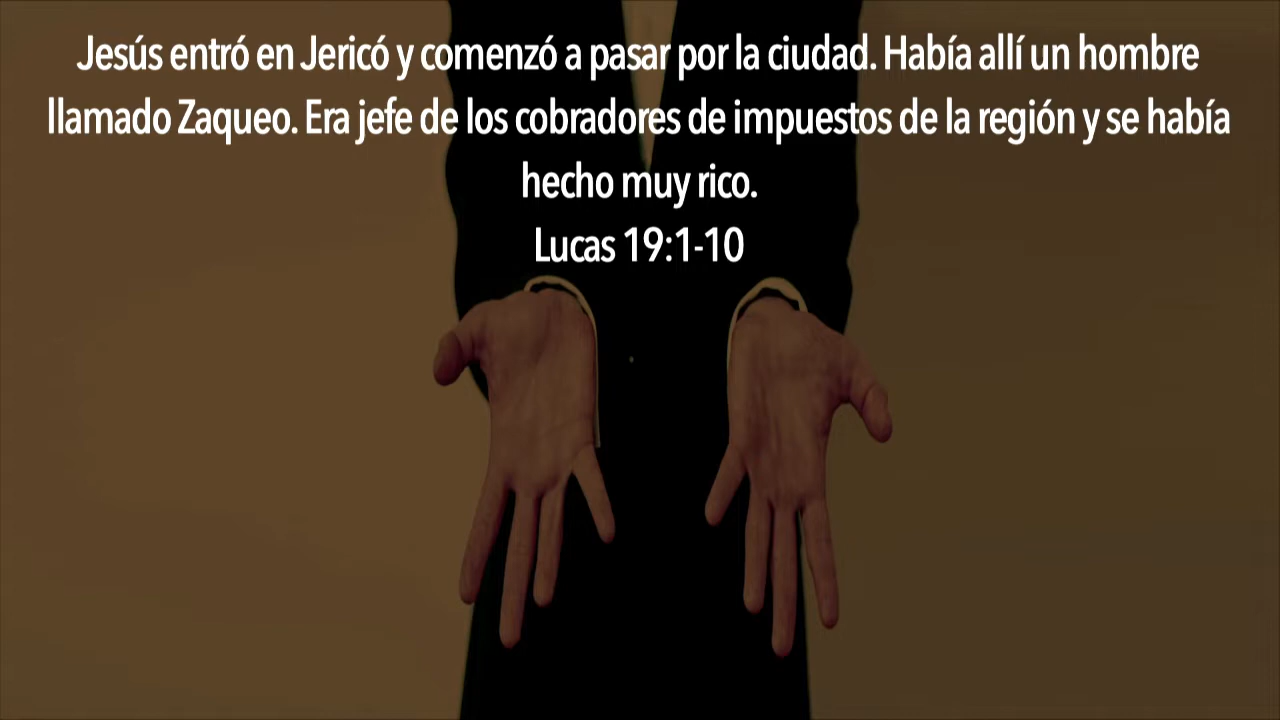 Jesús entró en Jericó y comenzó a pasar por la ciudad. Había allí un hombre
llamado Zaqueo. Era jefe de los cobradores de impuestos de la región y se había
hecho muy rico.
Lucas 19:1-10